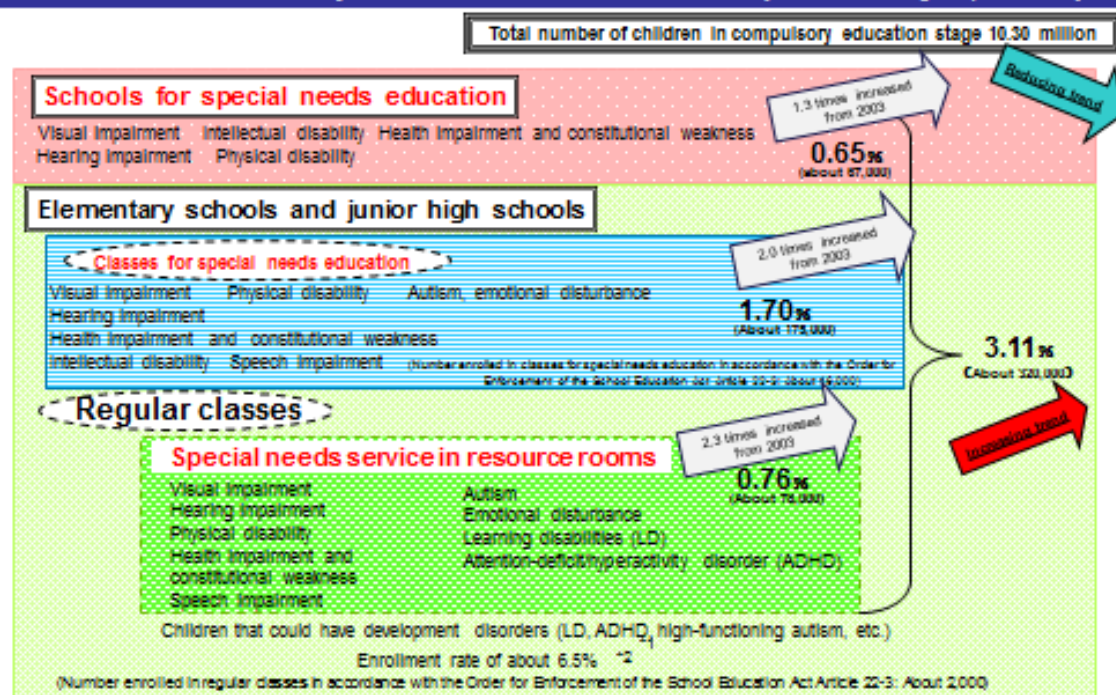 Total number of children in compulsory education stage 10.30 million
Reducing trend
Schools for special needs education
1.3 times increased
from 2003
Visual impairment Intellectual disability Health impairment and constitutional weakness
Hearing impairment Physical disability
0.65%
(about 67,000)
Elementary schools and junior high schools
2.0 times increased
from 2003
Classes for special needs education
Visual impairment Physical disability Autism, emotional disturbance
Hearing impairment
1.70%
(About 175,000)
Health impairment and constitutional weakness
Intellectual disability Speech impairment (Number enrolled in classes for special needs education in accordance with the Order for
Enforcement of the School Education Act Article 22-3: about
3.11%
(About 320,000)
Regular classes
2.3 times increased
from 2003
Increasing trend
Special needs service in resource rooms
0.76%
(About 78,000)
Visual impairment
Hearing impairment
Physical disability
Health impairment and
constitutional weakness
Speech impairment
Autism
Emotional disturbance
Learning disabilities (LD)
Attention-deficit/hyperactivity disorder (ADHD)
Children that could have development disorders (LD, ADHD, high-functioning autism, etc.)
Enrollment rate of about 6.5% *2
(Number enrolled in regular classes in accordance with the Order for Enforcement of the School Education Act Article 22-3: About 2,000)